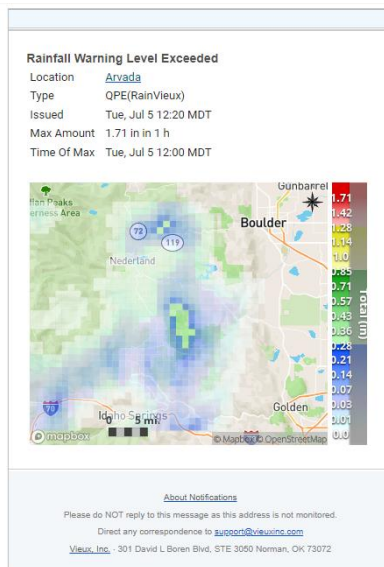 Rainfall Warning Level Exceeded
Location Arvada
Type QPE(RainVieux)
Issued Tue, Jul 5 12:20 MDT
Max Amount 1.71 in in 1 h
Time Of Max Tue, Jul 5 12:00 MDT
Gunbarrel
Peaks
Area
Boulder
72
119
Nederland
70
Idaho Springs
Golden
0 5 mi.
mapbox
© Mapbox © OpenStreetMap
1.71
1.42
1.28
1.14
1.0
0.85
0.71
0.57
0.43
0.36
0.28
0.21
0.14
0.07
0.03
0.01
0.0
Total (in)
About Notifications
Please do NOT reply to this message as this address is not monitored.
Direct any correspondence to support@vieuxinc.com
Vieux, Inc. - 301 David L Boren Blvd, STE 3050 Norman, OK 73072